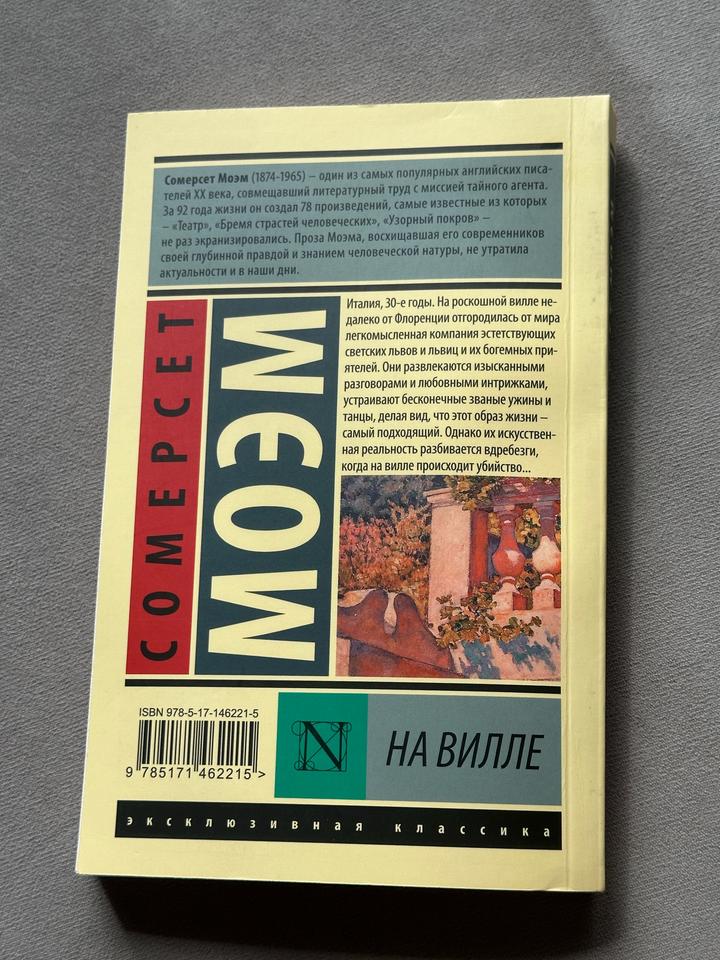 Сомерсет Моэм (1874-1965) – один из самых популярных английских писа-
телей XX века, совмещавший литературный труд с миссией тайного агента.
За 92 года жизни он создал 78 произведений, самые известные из которых
– «Театр», «Бремя страстей человеческих», «Узорный покров» –
не раз экранизировались. Проза Моэма, восхищавшая его современников
своей глубинной правдой и знанием человеческой натуры, не утратила
актуальности и в наши дни.
СОМЕРСЕТ
МОЭМ
Италия, 30-е годы. На роскошной вилле не-
далеко от Флоренции отгородилась от мира
легкомысленная компания эстетствующих
светских львов и львиц и их богемных при-
ятелей. Они развлекаются изысканными
разговорами и любовными интрижками,
устраивают бесконечные званые ужины и
танцы, делая вид, что этот образ жизни –
самый подходящий. Однако их искусствен-
ная реальность разбивается вдребезги,
когда на вилле происходит убийство...
ISBN 978-5-17-146221-5
9 785171 462215 >
N
НА ВИЛЛЕ
эксклюзивная классика